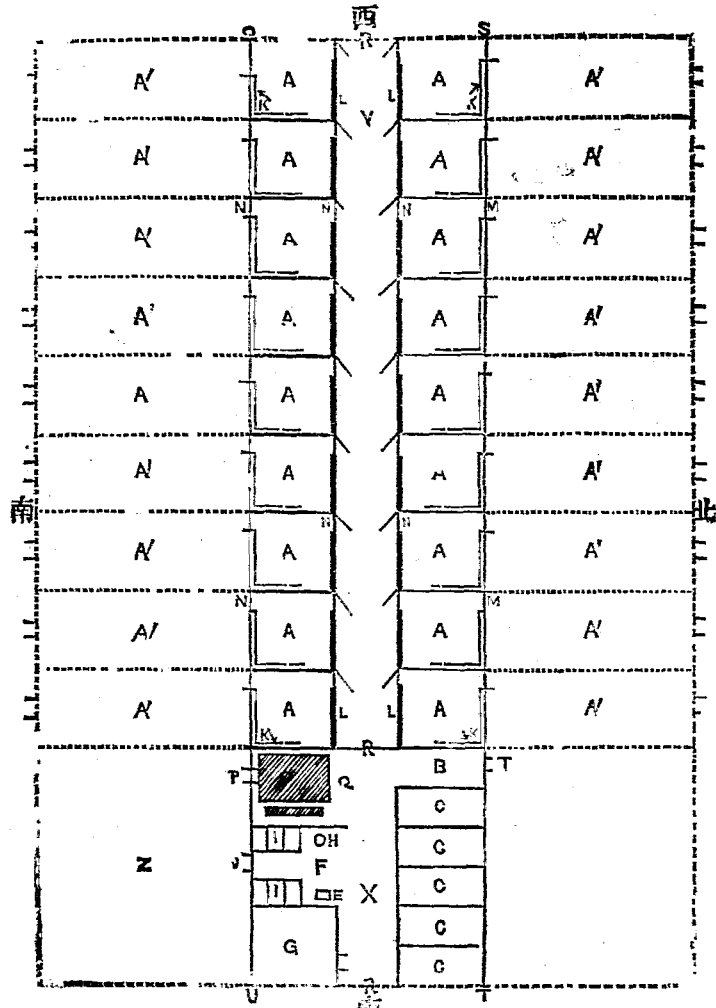 西
O R S
A' A L L A A'
K V K
A' A A A'
N N N M
A' A A A'
A' A A A'
A A A A'
A' A A A'
南 北
N N
A' A A A'
N M
A' A A A'
A' A L L A A'
K K
R
P B T
C
OH C
J F
Z I E X C
G C
C
U R T